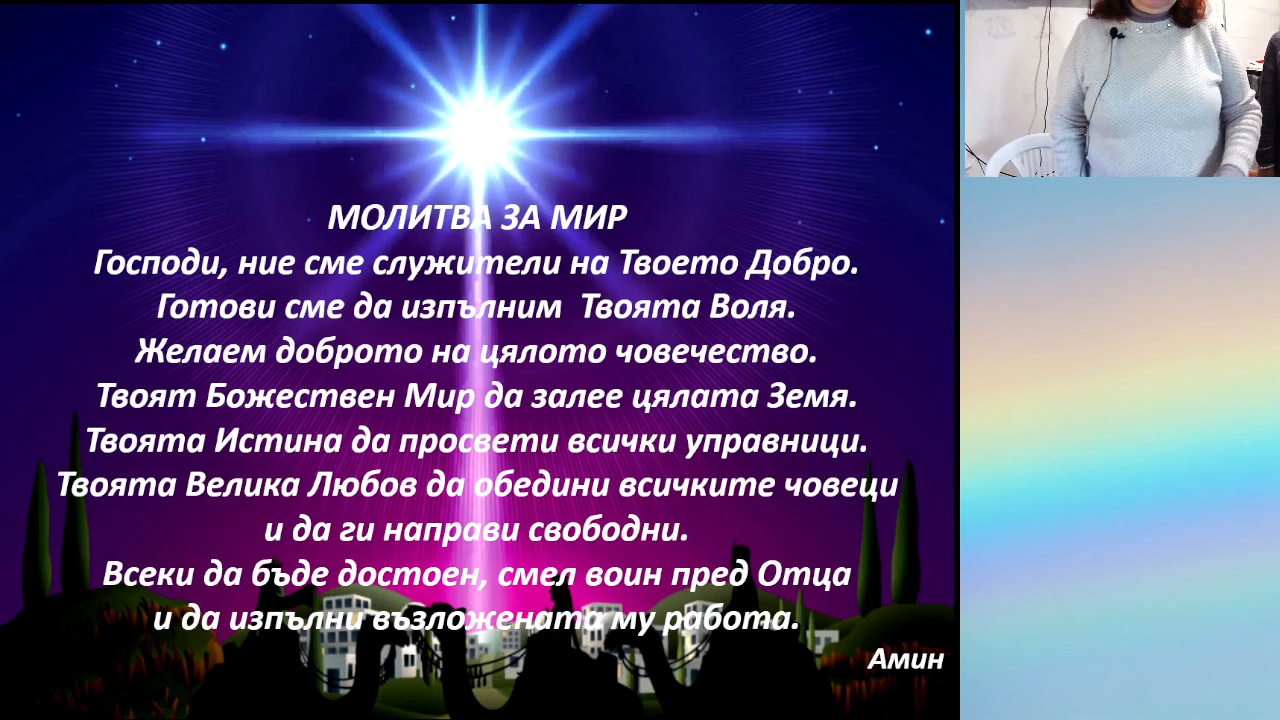 МОЛИТВА ЗА МИР
Господи, ние сме служители на Твоето Добро.
Готови сме да изпълним Твоята Воля.
Желаем доброто на цялото човечество.
Твоят Божествен Мир да залее цялата Земя.
Твоята Истина да просвети всички управници.
Твоята Велика Любов да обедини всичките човеци
и да ги направи свободни.
Всеки да бъде достоен, смел воин пред Отца
и да изпълни възложената му работа.
Амин